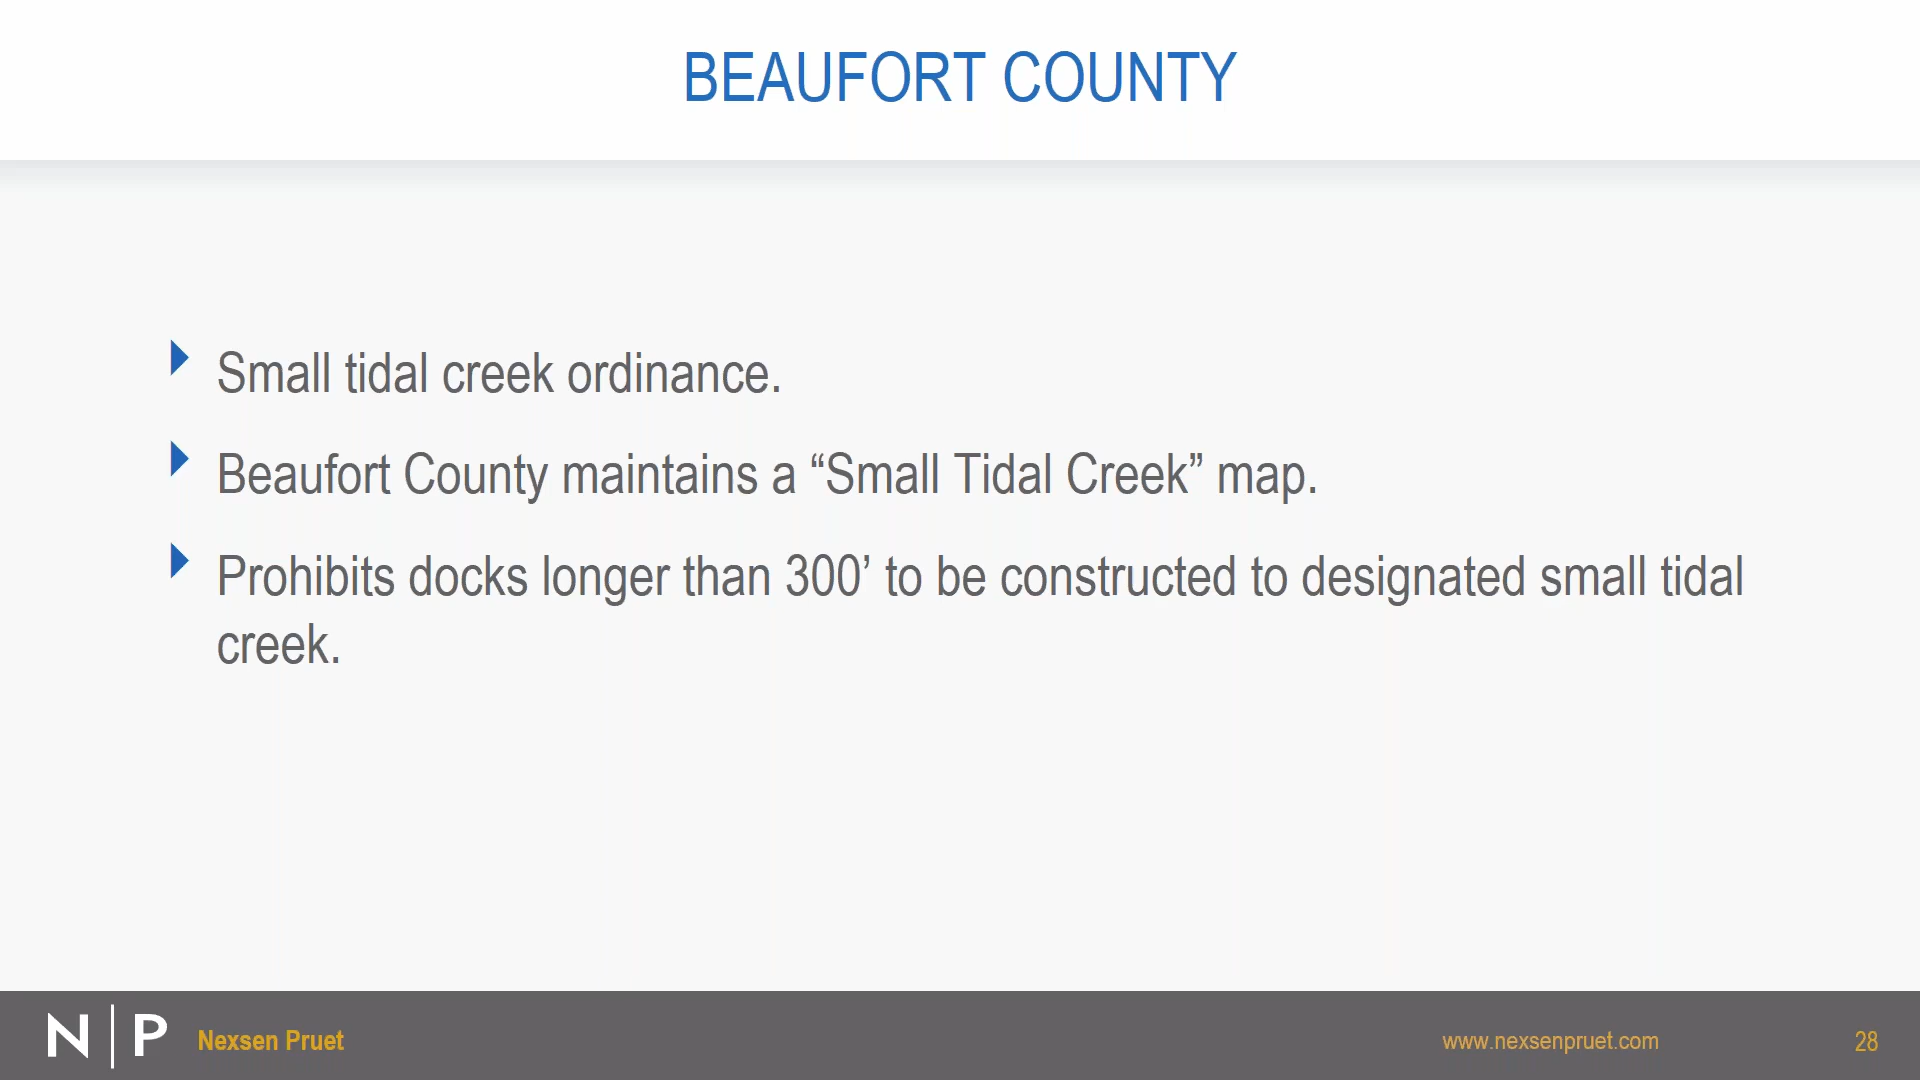 BEAUFORT COUNTY
Small tidal creek ordinance.
Beaufort County maintains a “Small Tidal Creek” map.
Prohibits docks longer than 300’ to be constructed to designated small tidal
creek.
N|P Nexsen Pruet www.nexsenpruet.com 28